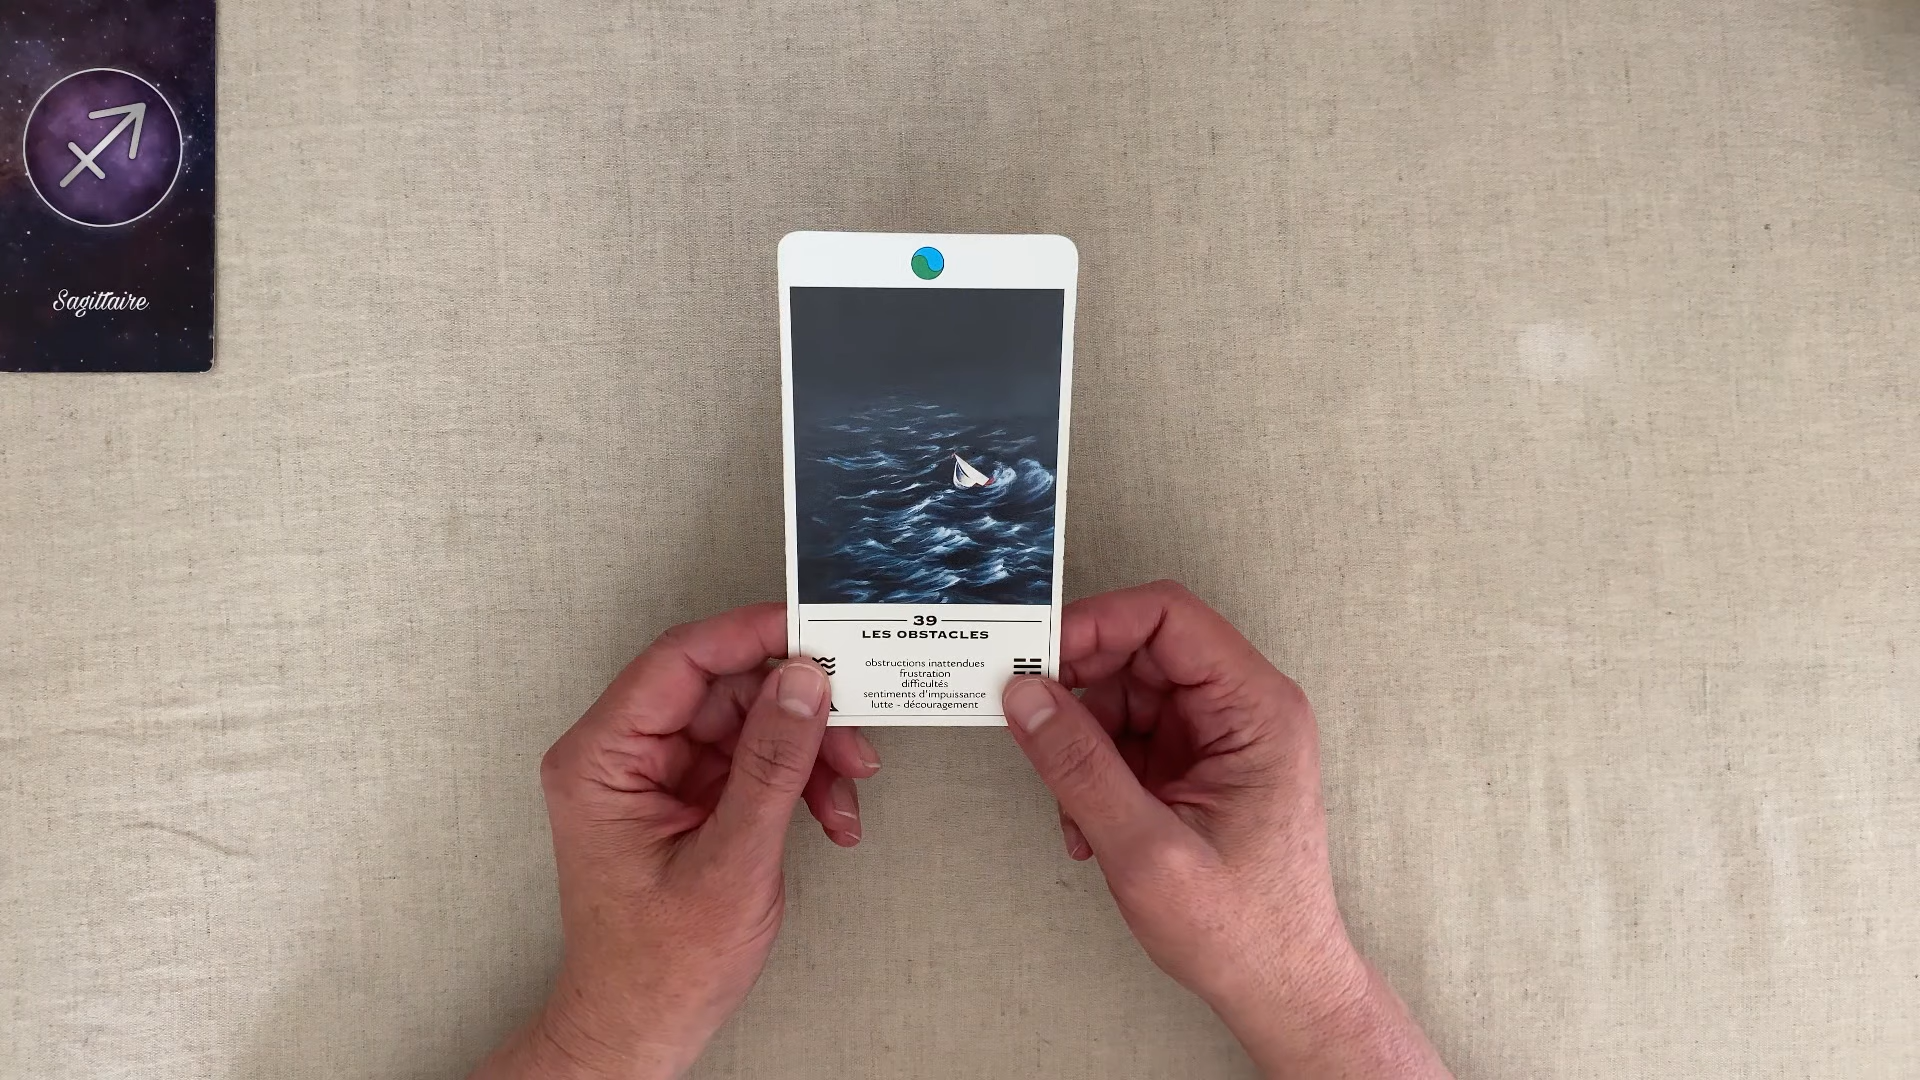 Sagittaire
39
LES OBSTACLES
obstructions inattendues
frustration
difficultés
sentiments d'impuissance
lutte - découragement